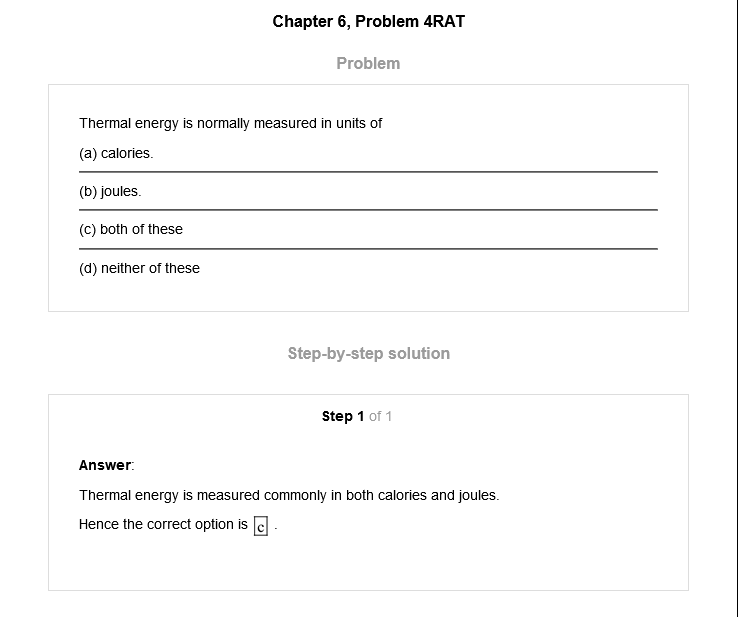 Chapter 6, Problem 4RAT
Problem
Thermal energy is normally measured in units of
(a) calories.
(b) joules.
(c) both of these
(d) neither of these
Step-by-step solution
Step 1 of 1
Answer:
Thermal energy is measured commonly in both calories and joules.
Hence the correct option is c .